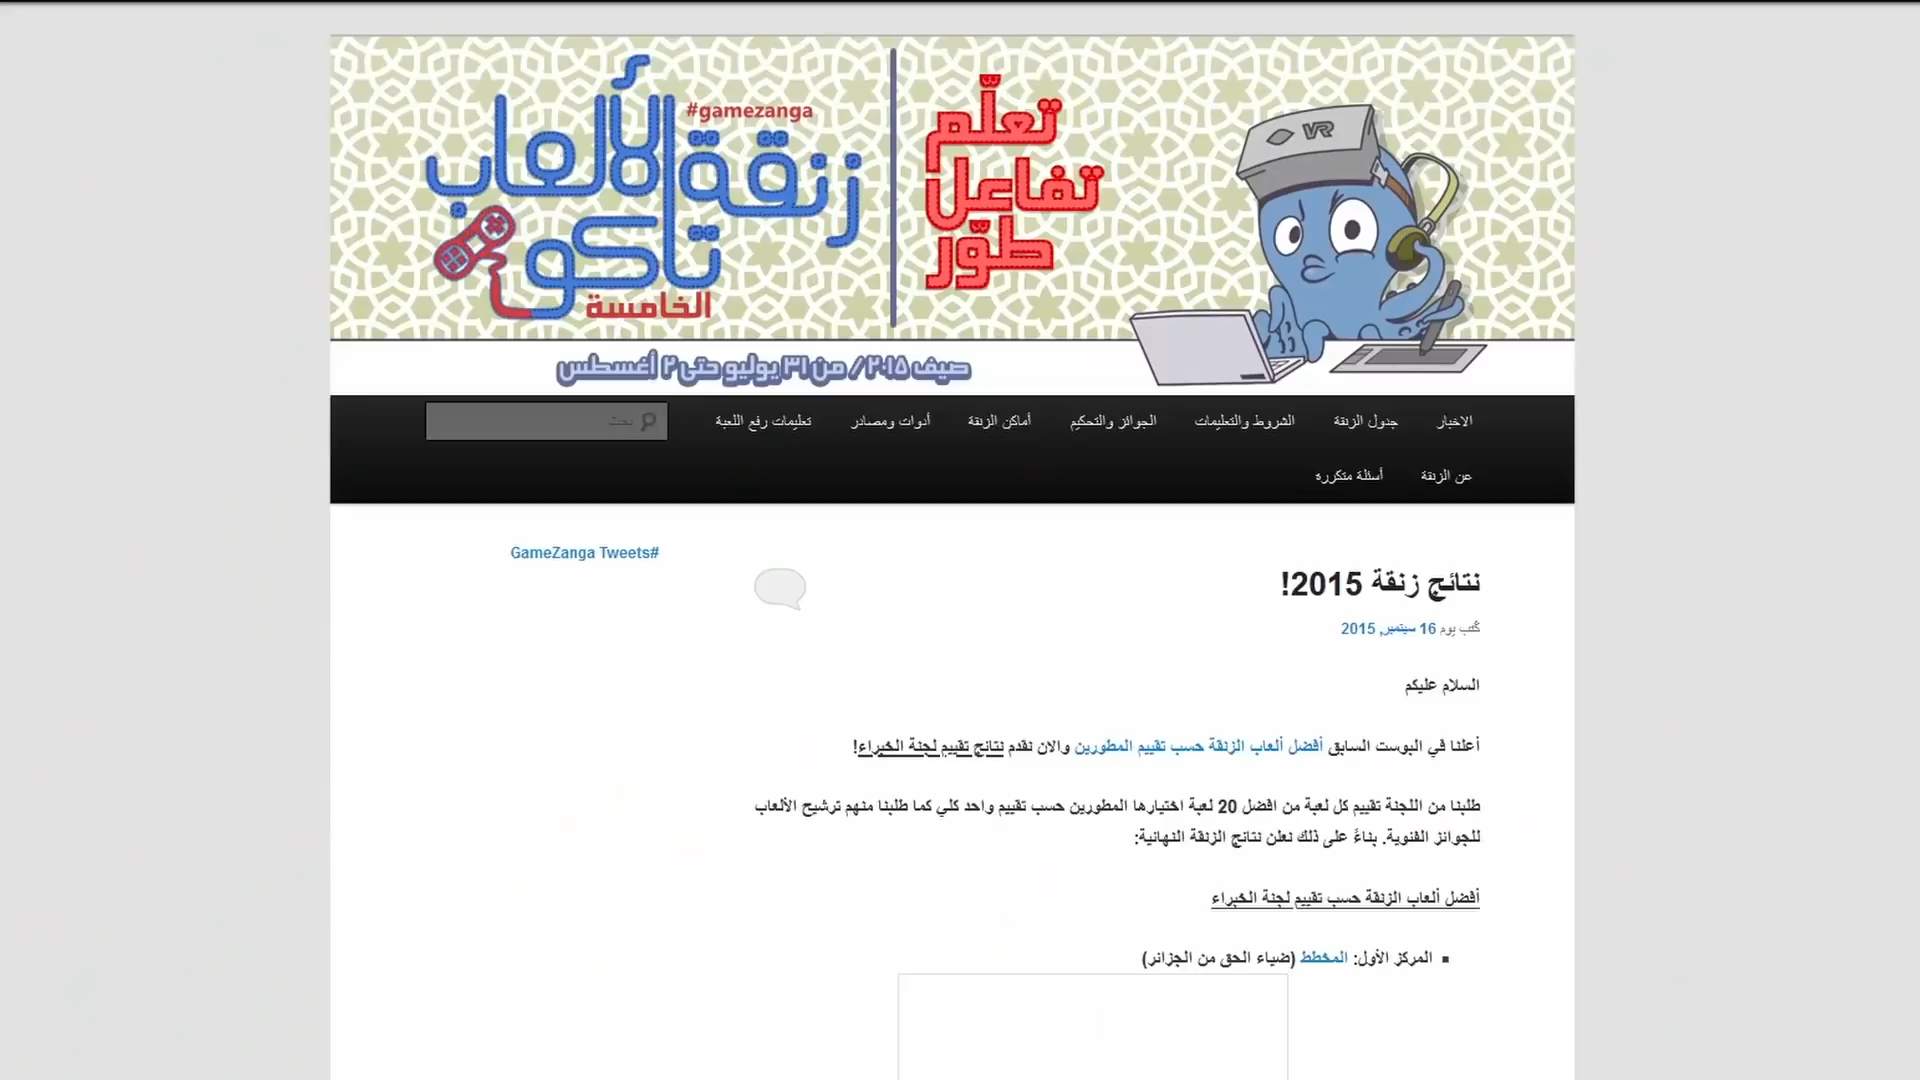 #gamezanga
زنقة الألعاب
تاكو
الخامسة
تعلّم
تفاعل
طوّر
VR
صيف ٢٠١٥/ من ٣١ يوليو حتى ٢ أغسطس
الاخبار جدول الزنقة الشروط والتعليمات الجوائز والتحكيم أماكن الزنقة أدوات ومصادر تعليمات رفع اللعبة بحث
عن الزنقة أسئلة متكررة
GameZanga Tweets#
نتائج زنقة 2015!
كُتب يوم 16 سبتمبر, 2015
السلام عليكم
أعلنا في البوست السابق أفضل ألعاب الزنقة حسب تقييم المطورين والان نقدم نتائج تقييم لجنة الخبراء!
طلبنا من اللجنة تقييم كل لعبة من افضل 20 لعبة اختيارها المطورين حسب تقييم واحد كلي كما طلبنا منهم ترشيح الألعاب
للجوائز الفئوية. بناءً على ذلك نعلن نتائج الزنقة النهائية:
أفضل ألعاب الزنقة حسب تقييم لجنة الخبراء
▪ المركز الأول: المخطط (ضياء الحق من الجزائر)